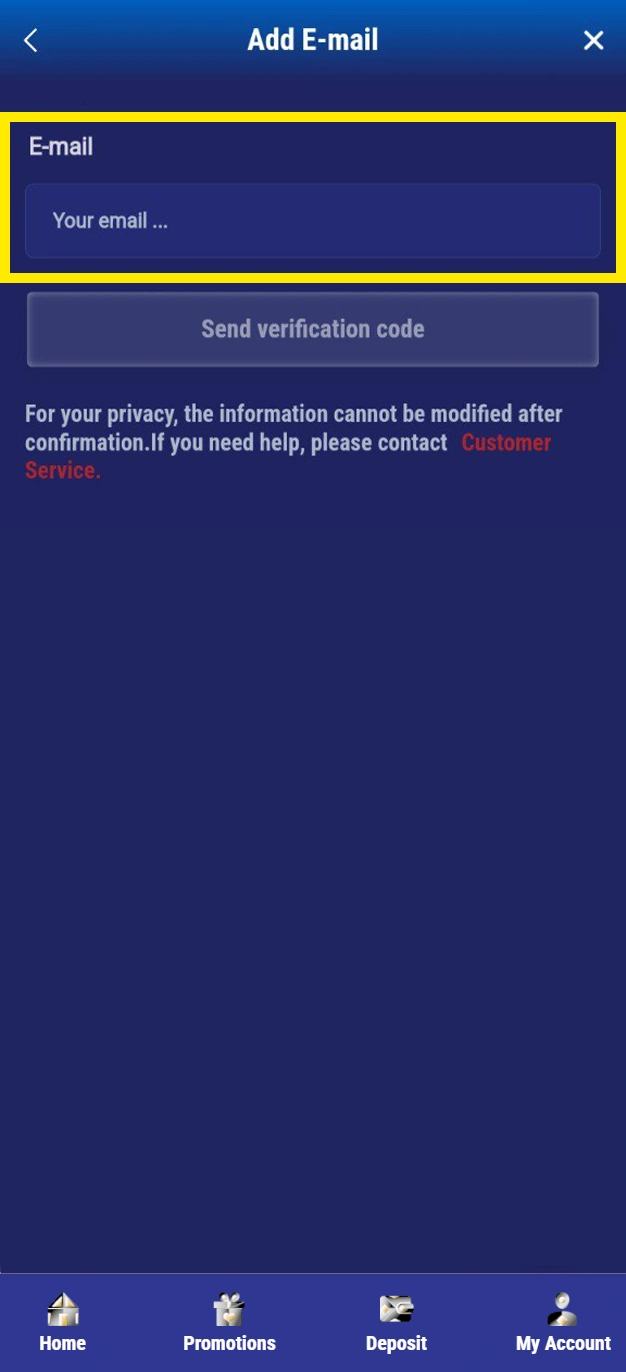 Add E-mail
E-mail
Your email ...
Send verification code
For your privacy, the information cannot be modified after
confirmation.If you need help, please contact Customer
Service.
Home
Promotions
Deposit
My Account